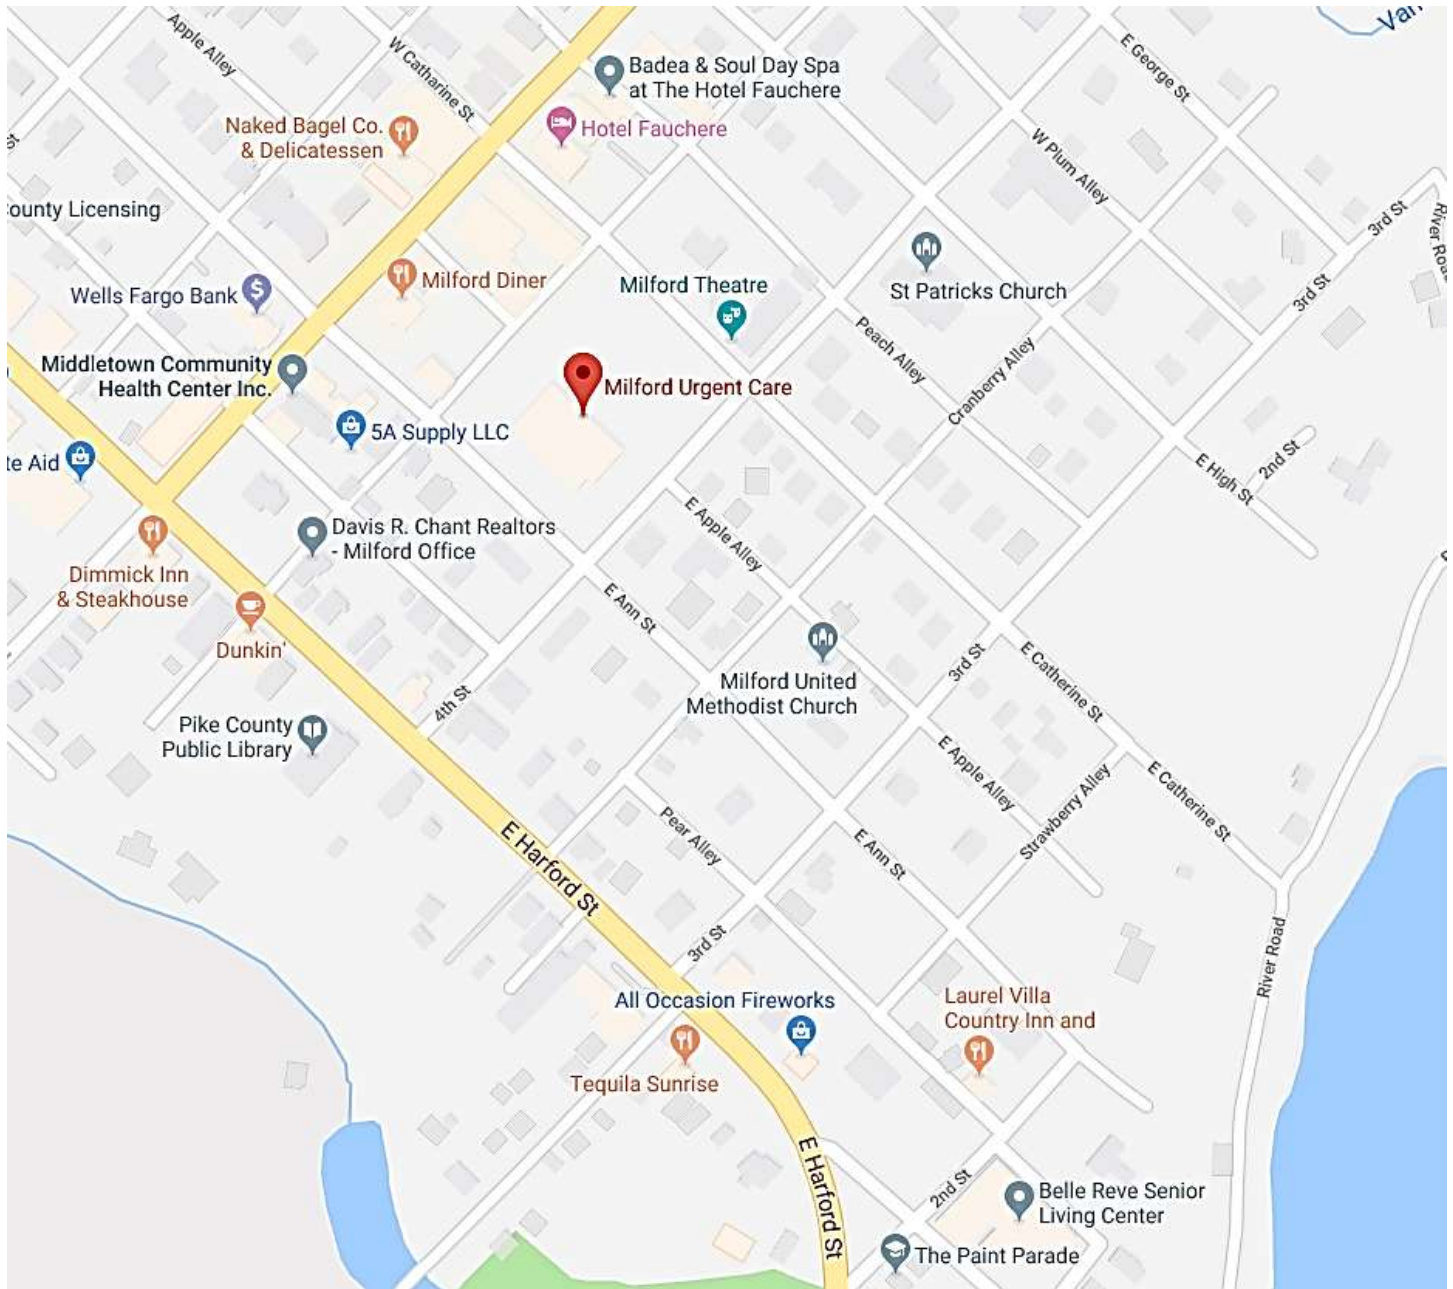 Apple Alley
W Catharine St
Van
E George St
Badea & Soul Day Spa
at The Hotel Fauchere
Naked Bagel Co.
& Delicatessen
Hotel Fauchere
W Plum Alley
ounty Licensing
3rd St
River Road
St Patricks Church
Milford Diner
Milford Theatre
Wells Fargo Bank
3rd St
Peach Alley
Cranberry Alley
Middletown Community
Health Center Inc.
Milford Urgent Care
5A Supply LLC
te Aid
E High St
2nd St
E Apple Alley
Davis R. Chant Realtors
- Milford Office
Dimmick Inn
& Steakhouse
E Ann St
Dunkin'
3rd St
E Catherine St
Milford United
Methodist Church
4th St
Pike County
Public Library
E Apple Alley
E Catherine St
Strawberry Alley
Pear Alley
E Ann St
E Harford St
3rd St
River Road
All Occasion Fireworks
Laurel Villa
Country Inn and
Tequila Sunrise
E Harford St
2nd St
Belle Reve Senior
Living Center
The Paint Parade